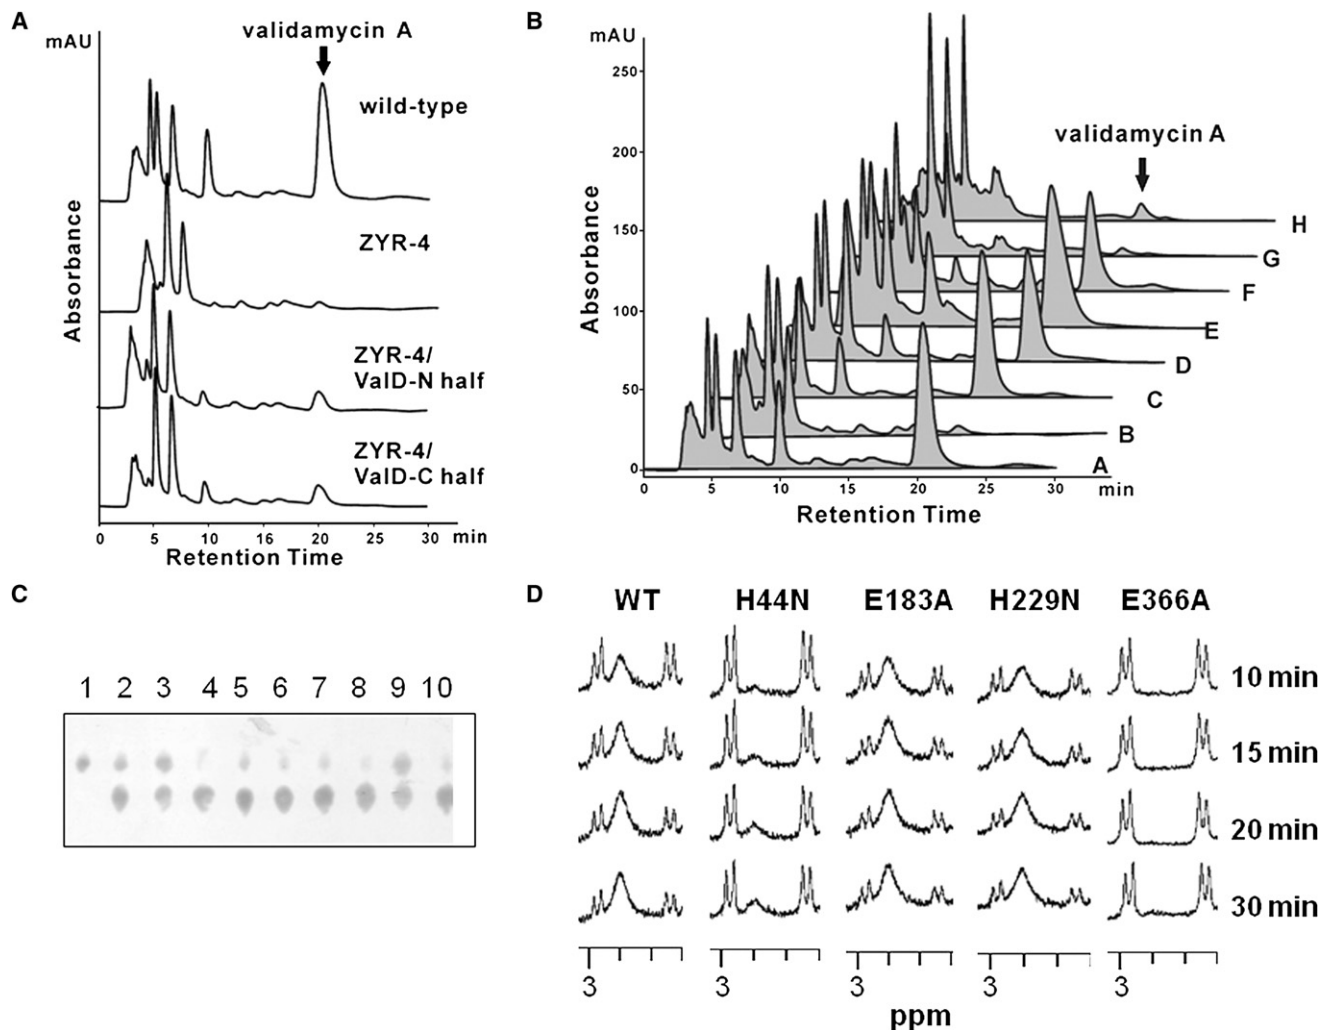 A
mAU
validamycin A
wild-type
ZYR-4
ZYR-4/
ValD-N half
ZYR-4/
ValD-C half
Absorbance
0 5 10 16 20 25 30 min
Retention Time
B
mAU
validamycin A
250
200
150
100
50
0
Absorbance
H
G
F
E
D
C
B
A
0 5 10 15 20 25 30 min
Retention Time
C
1 2 3 4 5 6 7 8 9 10
D
WT H44N E183A H229N E366A
10 min
15 min
20 min
30 min
3 3 3 3 3
ppm